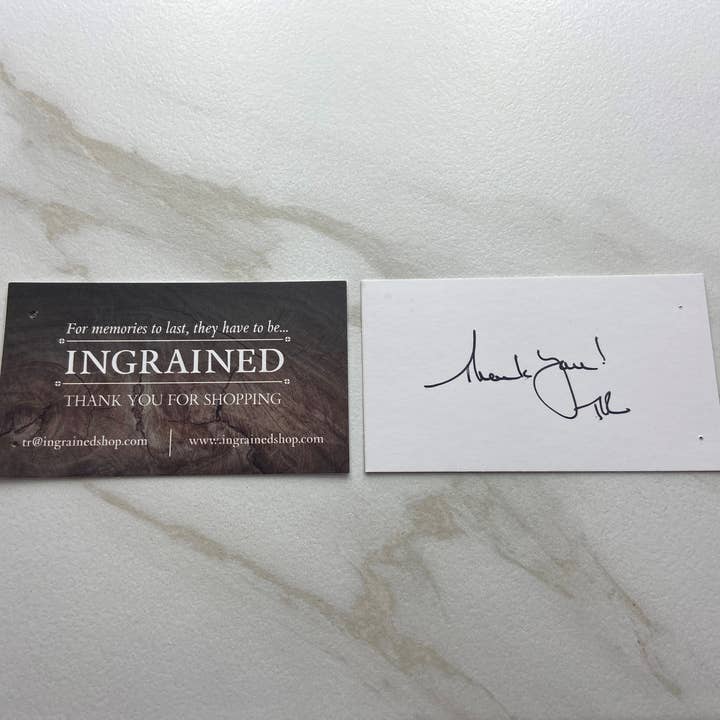 For memories to last, they have to be...
INGRAINED
THANK YOU FOR SHOPPING
tr@ingrainedshop.com | www.ingrainedshop.com
Thank You!
TR